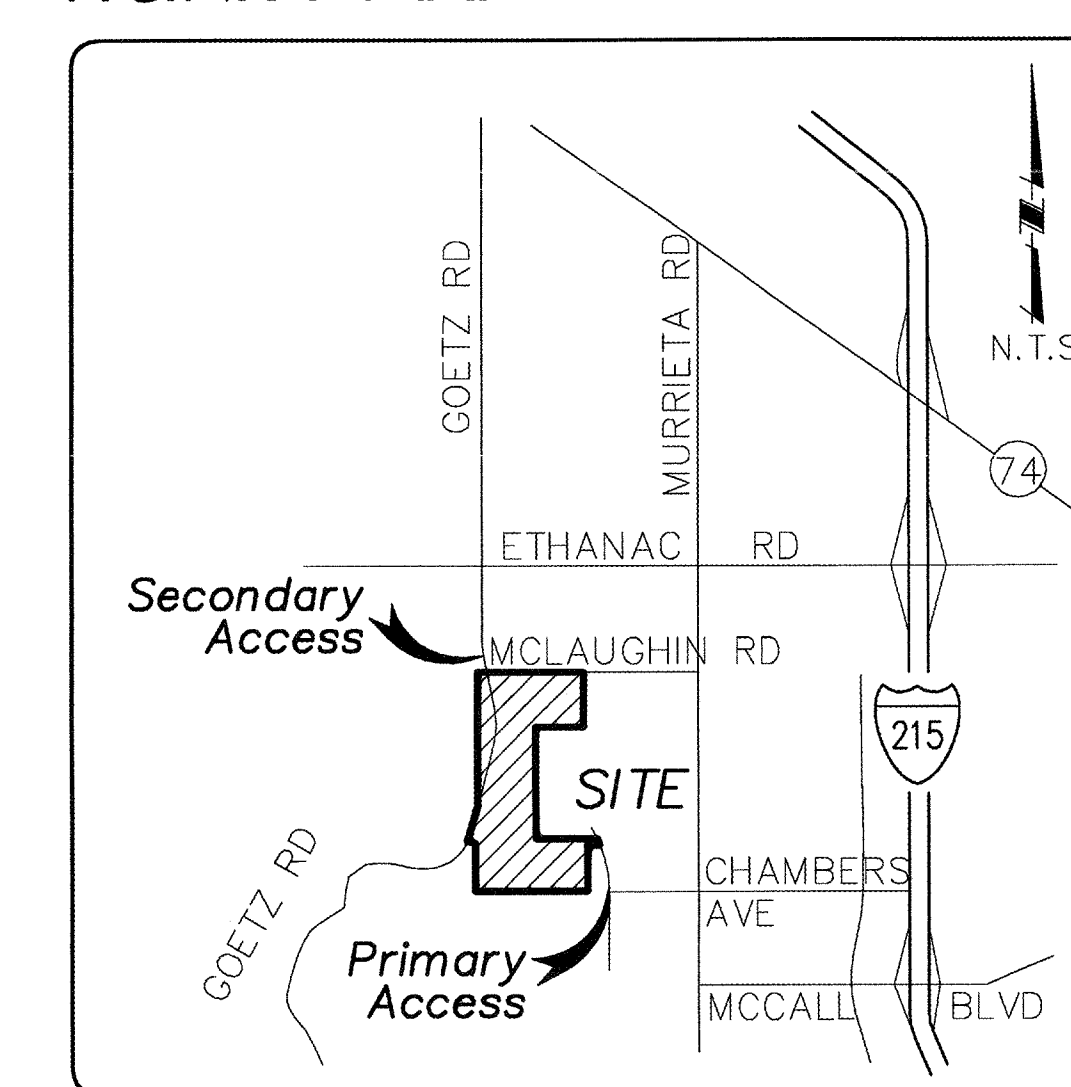 GOETZ RD
MURRIETA RD
N.T.S
74
ETHANAC RD
Secondary
Access
MCLAUGHIN RD
215
SITE
GOETZ RD
CHAMBERS
AVE
Primary
Access
MCCALL BLVD